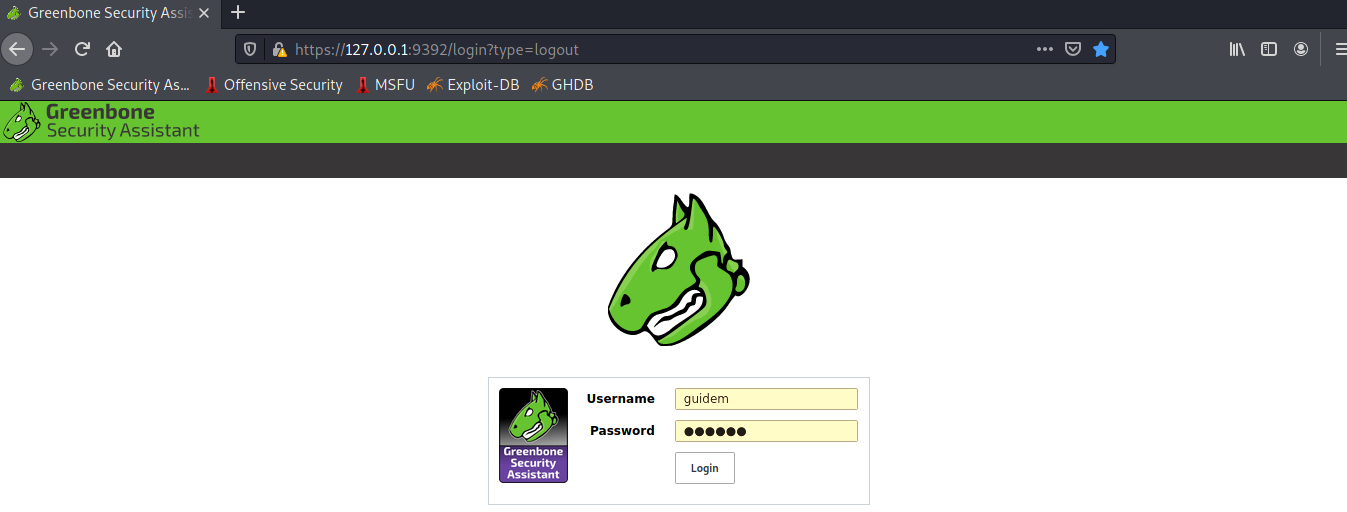 Greenbone Security Assis
https://127.0.0.1:9392/login?type=logout
Greenbone Security As... Offensive Security MSFU Exploit-DB GHDB
Greenbone
Security Assistant
Username guidem
Password ●●●●●●
Greenbone
Security
Assistant
Login